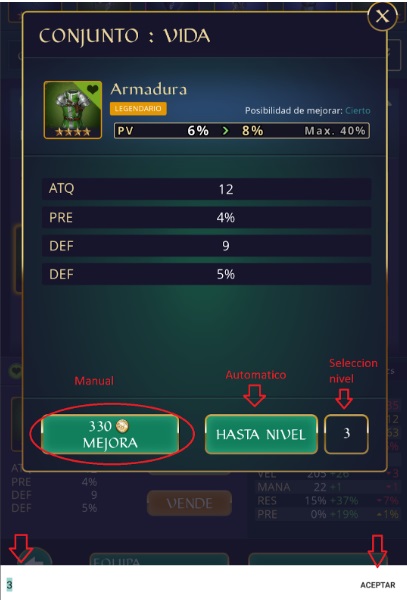 X
CONJUNTO : VIDA
Armadura
LEGENDARIO
Posibilidad de mejorar: Cierto
PV 6% > 8% Max. 40%
ATQ 12
PRE 4%
DEF 9
DEF 5%
Manual
Automatico
Seleccion
nivel
330
MEJORA
HASTA NIVEL
3
PRE 4%
DEF 9
DEF 5%
VENDE
VEL 205 +26 +3
MANA 22 +1 +1
RES 15% +37% +7%
PRE 0% +19% +1%
EQUIPA
3
ACEPTAR